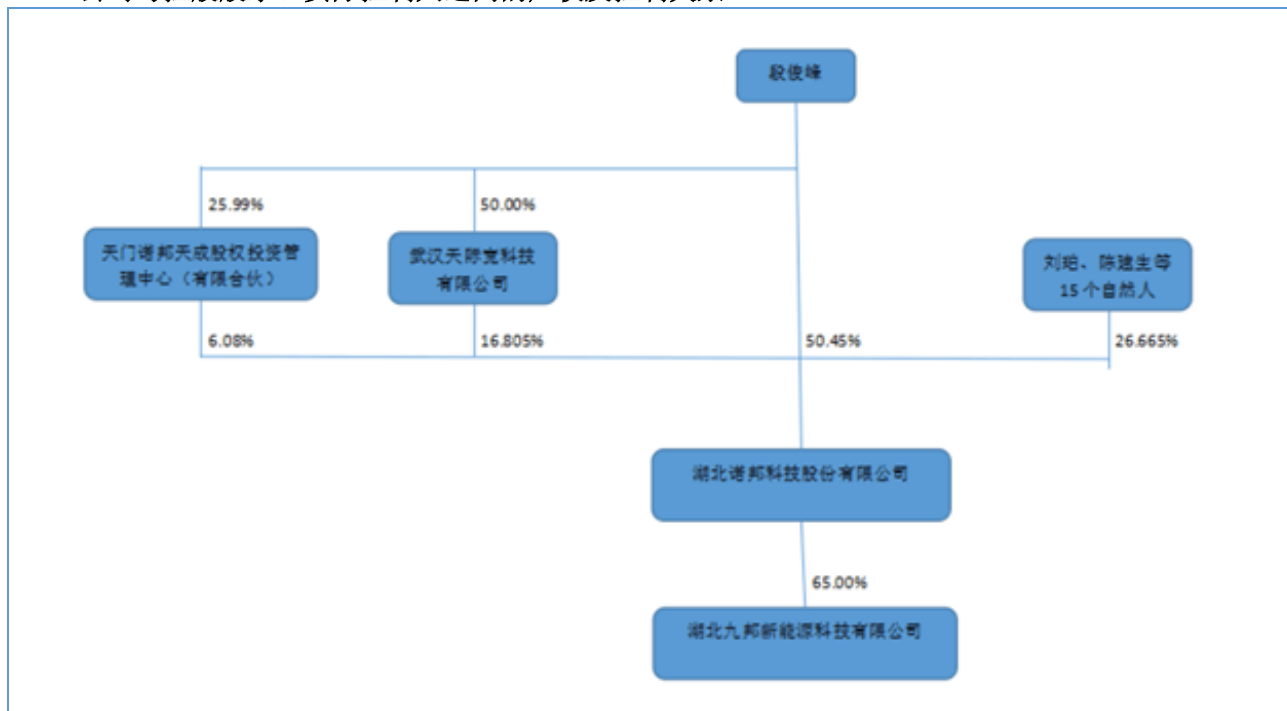 段俊峰
25.99%
50.00%
天门诺邦天成股权投资管
理中心（有限合伙）
武汉天际宽科技
有限公司
刘珀、陈建生等
15个自然人
6.08%
16.805%
50.45%
26.665%
湖北诺邦科技股份有限公司
65.00%
湖北九邦新能源科技有限公司